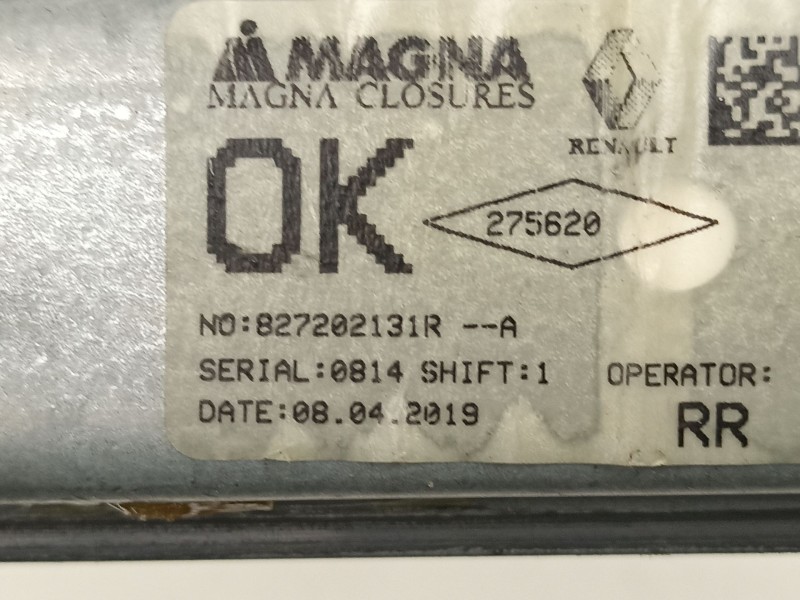 MAGNA
MAGNA CLOSURES
RENAULT
OK
275620
NO:827202131R --A
SERIAL:0814 SHIFT:1 OPERATOR:
DATE:08.04.2019 RR